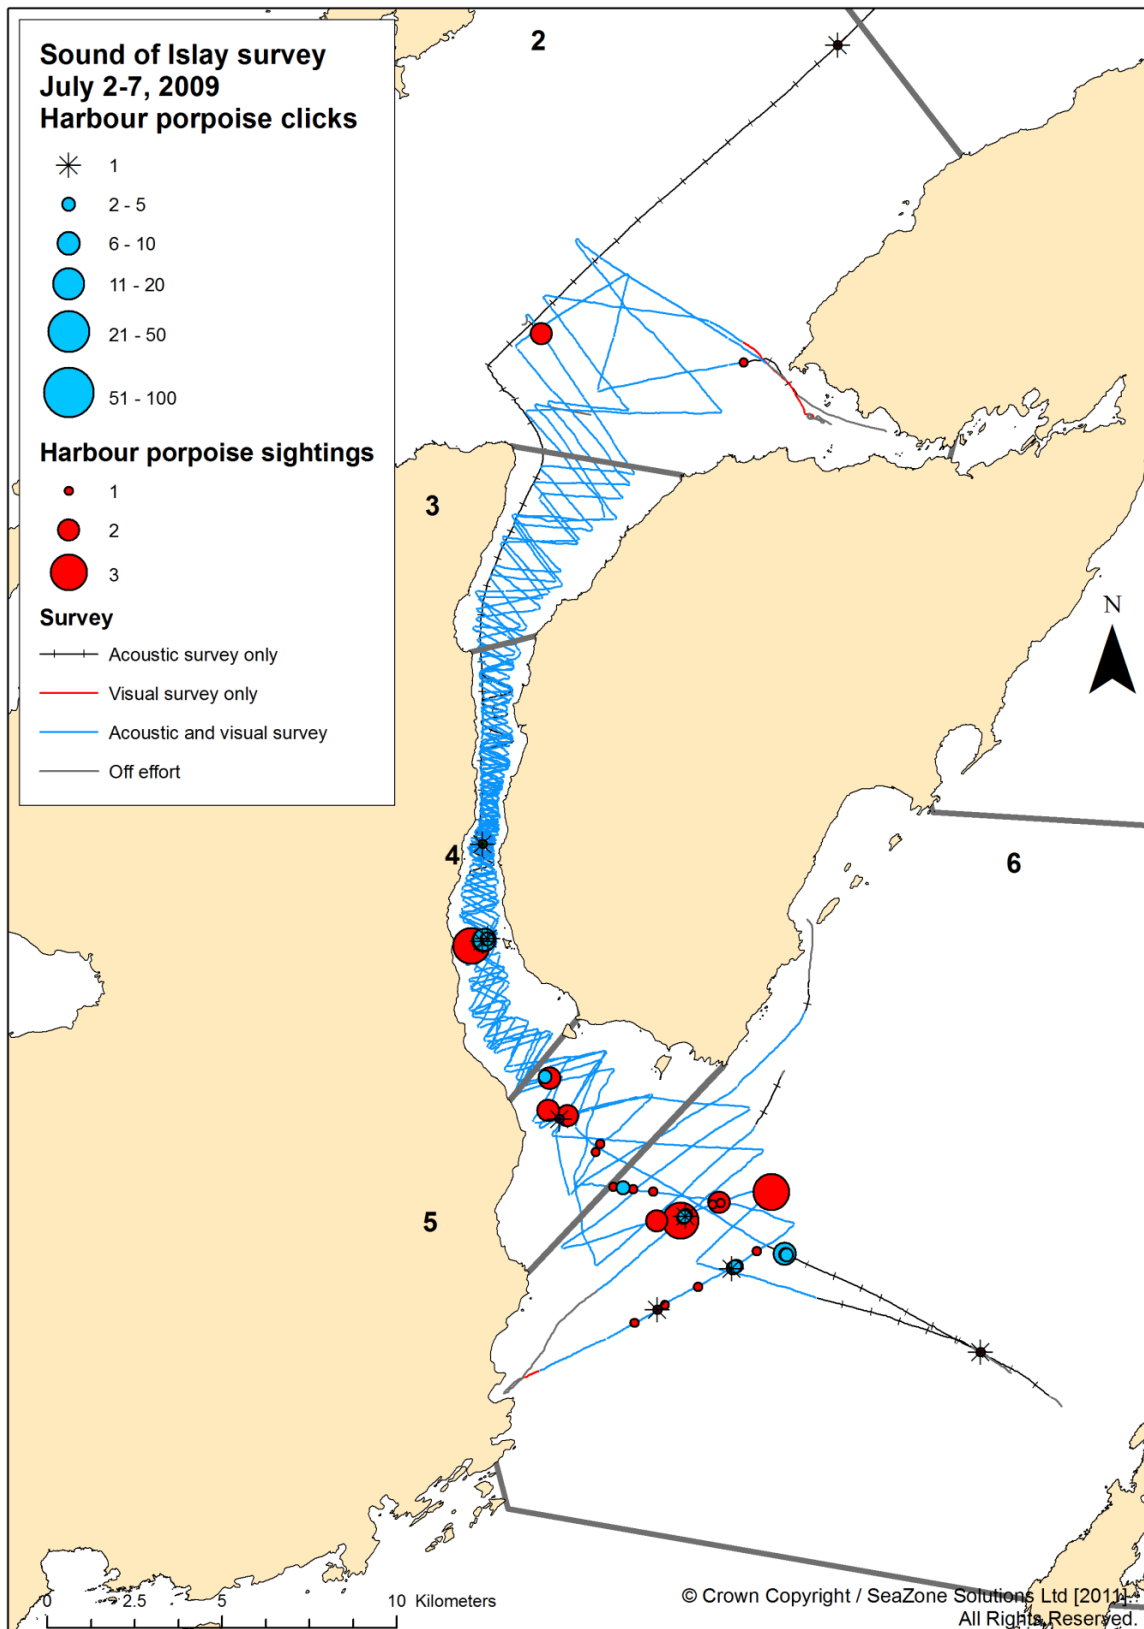 Sound of Islay survey
July 2-7, 2009
Harbour porpoise clicks
1
2 - 5
6 - 10
11 - 20
21 - 50
51 - 100
Harbour porpoise sightings
1
2
3
Survey
Acoustic survey only
Visual survey only
Acoustic and visual survey
Off effort
2
3
N
4
6
5
0 2.5 5 10 Kilometers
© Crown Copyright / SeaZone Solutions Ltd [2011].
All Rights Reserved.